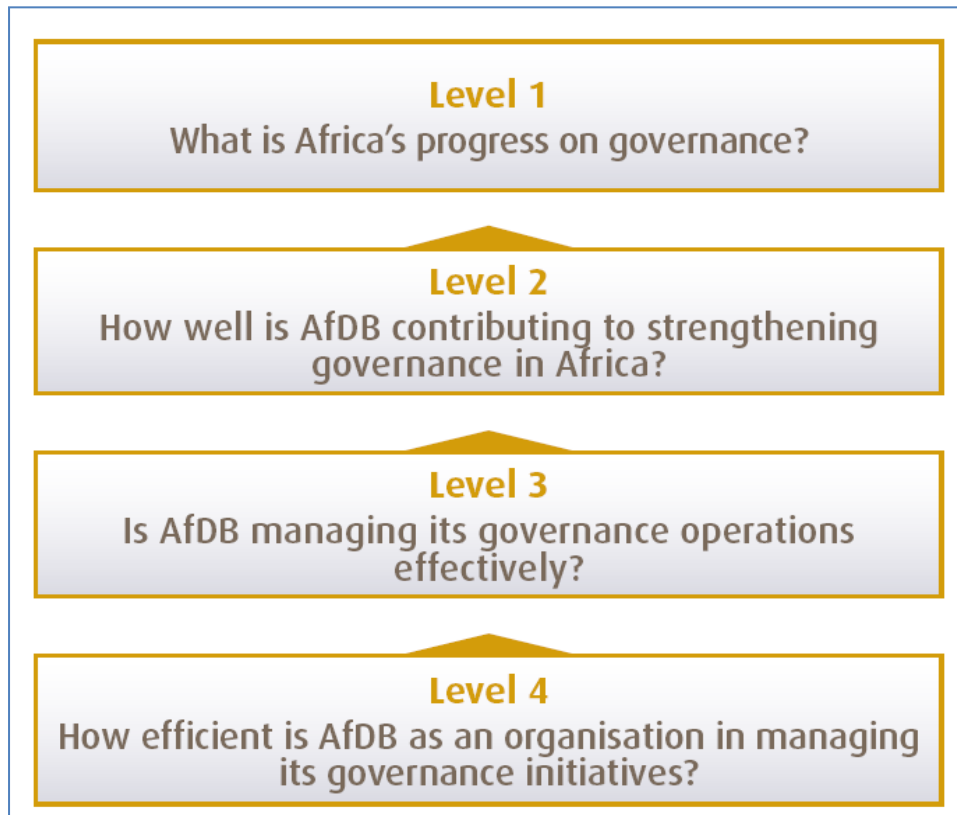 Level 1
What is Africa’s progress on governance?
Level 2
How well is AfDB contributing to strengthening
governance in Africa?
Level 3
Is AfDB managing its governance operations
effectively?
Level 4
How efficient is AfDB as an organisation in managing
its governance initiatives?